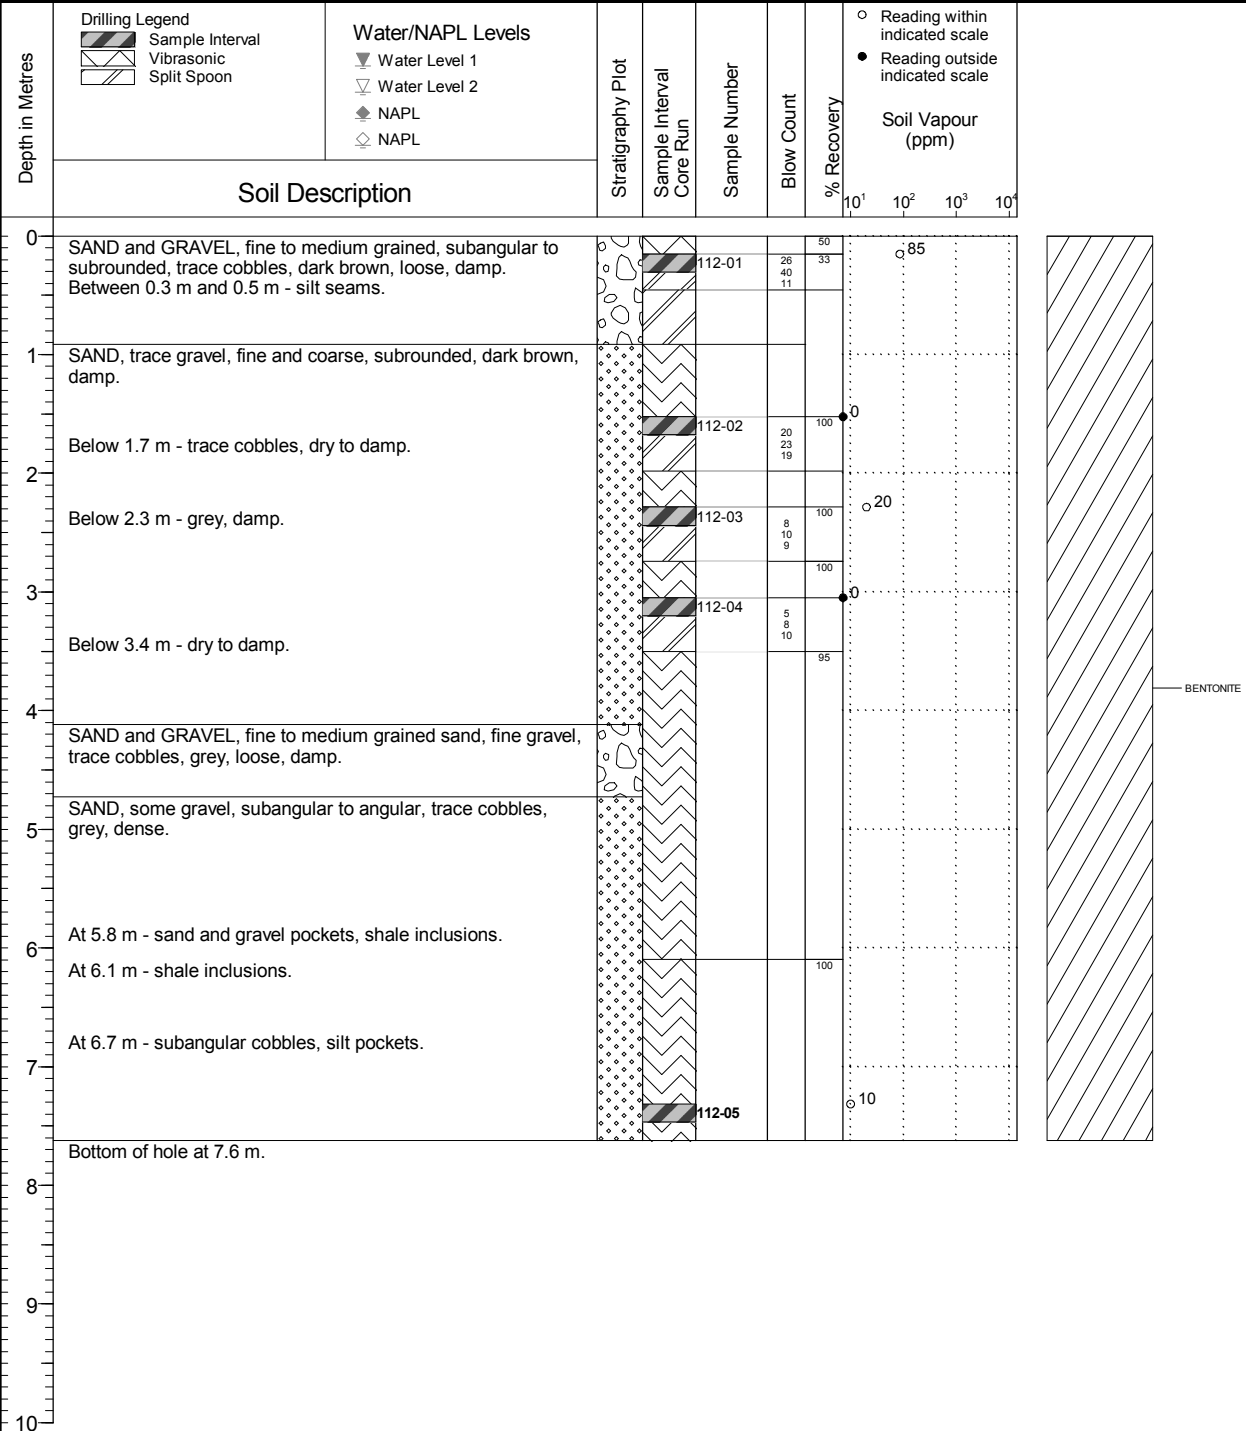 Drilling Legend
Sample Interval
Vibrasonic
Split Spoon
Water/NAPL Levels
Water Level 1
Water Level 2
NAPL
NAPL
Depth in Metres
Soil Description
Stratigraphy Plot
Sample Interval
Core Run
Sample Number
Blow Count
% Recovery
Reading within
indicated scale
Reading outside
indicated scale
Soil Vapour
(ppm)
10¹ 10² 10³ 10⁴
0
SAND and GRAVEL, fine to medium grained, subangular to
subrounded, trace cobbles, dark brown, loose, damp.
Between 0.3 m and 0.5 m - silt seams.
50
112-01
26
40
11
33
85
1
SAND, trace gravel, fine and coarse, subrounded, dark brown,
damp.
Below 1.7 m - trace cobbles, dry to damp.
112-02
20
23
19
100
0
2
Below 2.3 m - grey, damp.
112-03
8
10
9
100
20
100
3
112-04
5
8
10
0
Below 3.4 m - dry to damp.
95
BENTONITE
4
SAND and GRAVEL, fine to medium grained sand, fine gravel,
trace cobbles, grey, loose, damp.
SAND, some gravel, subangular to angular, trace cobbles,
grey, dense.
5
At 5.8 m - sand and gravel pockets, shale inclusions.
6
At 6.1 m - shale inclusions.
100
At 6.7 m - subangular cobbles, silt pockets.
7
112-05
10
Bottom of hole at 7.6 m.
8
9
10